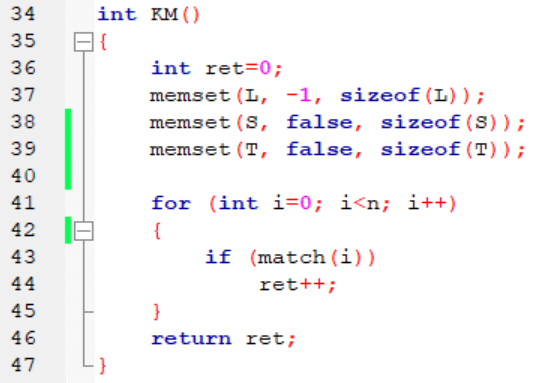 34 int KM()
35 {
36     int ret=0;
37     memset(L, -1, sizeof(L));
38     memset(S, false, sizeof(S));
39     memset(T, false, sizeof(T));
40
41     for (int i=0; i<n; i++)
42     {
43         if (match(i))
44             ret++;
45     }
46     return ret;
47 }